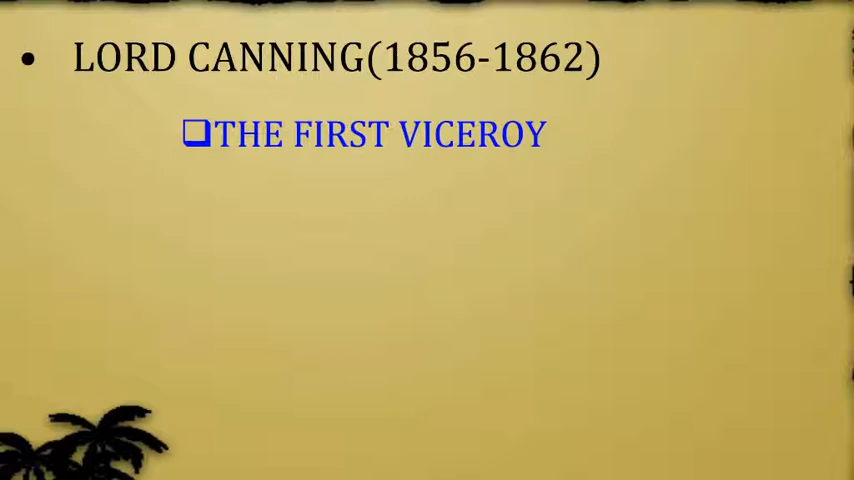 • LORD CANNING(1856-1862)
❑THE FIRST VICEROY